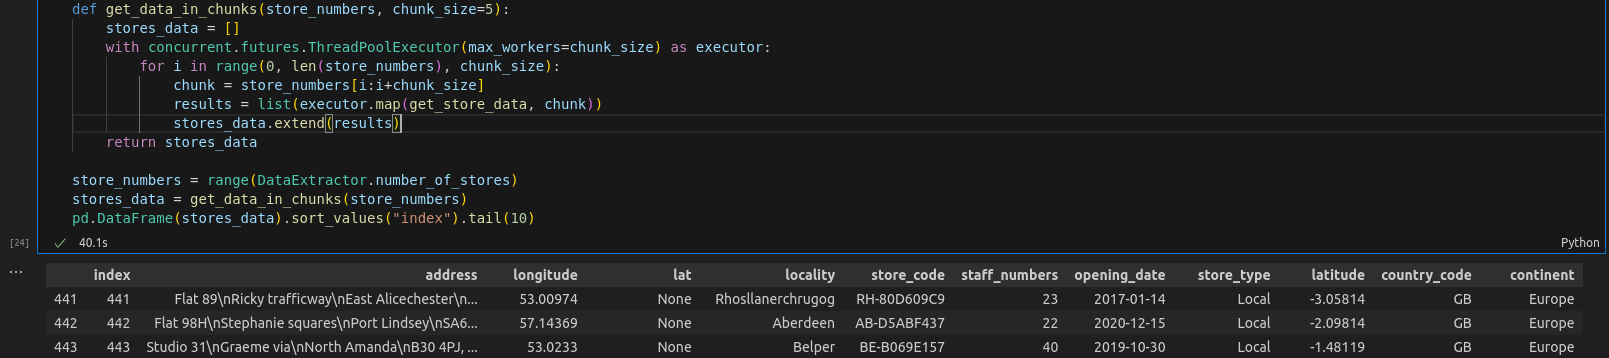 def get_data_in_chunks(store_numbers, chunk_size=5):
    stores_data = []
    with concurrent.futures.ThreadPoolExecutor(max_workers=chunk_size) as executor:
        for i in range(0, len(store_numbers), chunk_size):
            chunk = store_numbers[i:i+chunk_size]
            results = list(executor.map(get_store_data, chunk))
            stores_data.extend(results)
    return stores_data
store_numbers = range(DataExtractor.number_of_stores)
stores_data = get_data_in_chunks(store_numbers)
pd.DataFrame(stores_data).sort_values("index").tail(10)
[24] ✓ 40.1s Python
... index address longitude lat locality store_code staff_numbers opening_date store_type latitude country_code continent
441 441 Flat 89\nRicky trafficway\nEast Alicechester\n... 53.00974 None Rhosllanerchrugog RH-80D609C9 23 2017-01-14 Local -3.05814 GB Europe
442 442 Flat 98H\nStephanie squares\nPort Lindsey\nSA6... 57.14369 None Aberdeen AB-D5ABF437 22 2020-12-15 Local -2.09814 GB Europe
443 443 Studio 31\nGraeme via\nNorth Amanda\nB30 4PJ, ... 53.0233 None Belper BE-B069E157 40 2019-10-30 Local -1.48119 GB Europe